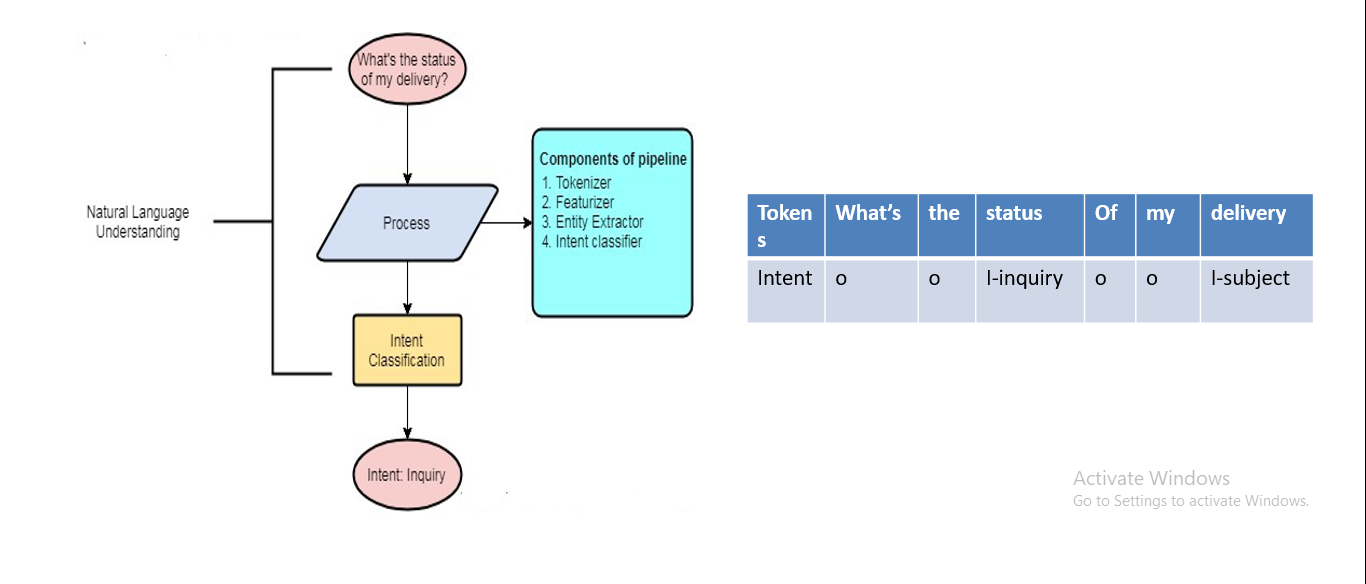 What's the status
of my delivery?
Natural Language
Understanding
Process
Components of pipeline
1. Tokenizer
2. Featurizer
3. Entity Extractor
4. Intent classifier
Intent
Classification
Intent: Inquiry
Token
s What’s the status Of my delivery
Intent o o I-inquiry o o I-subject
Activate Windows
Go to Settings to activate Windows.